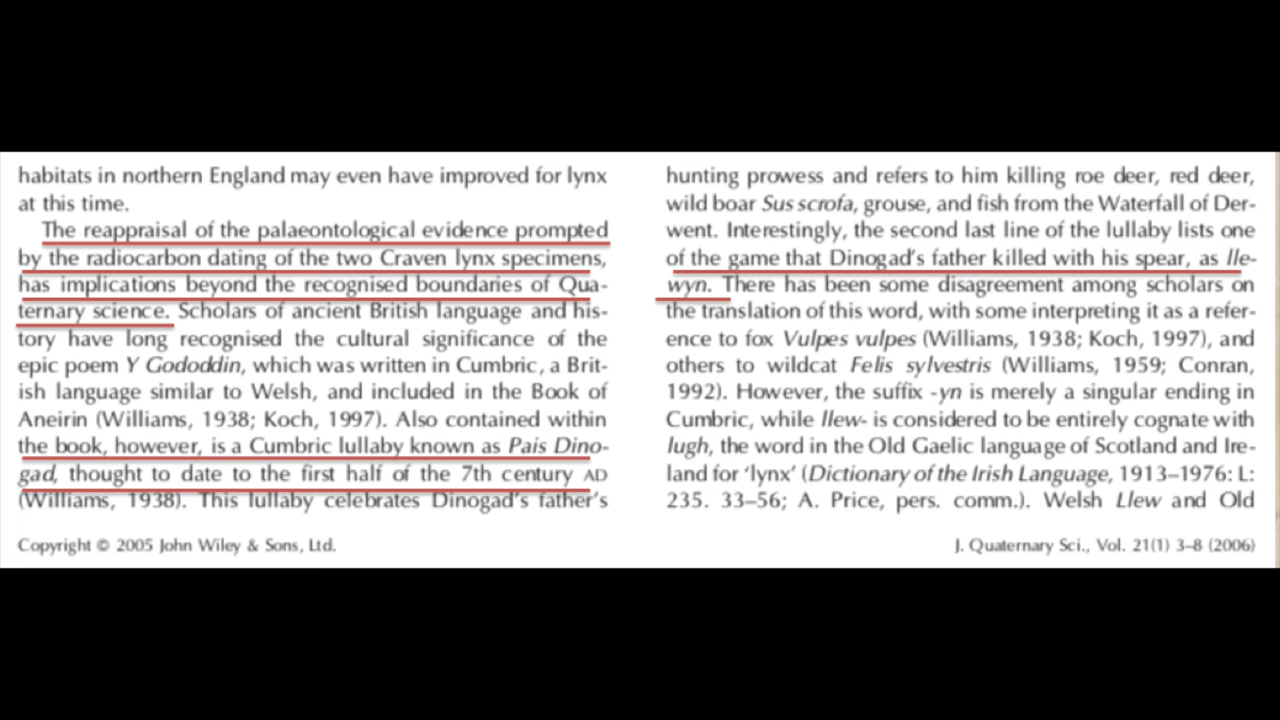 habitats in northern England may even have improved for lynx
at this time.
The reappraisal of the palaeontological evidence prompted
by the radiocarbon dating of the two Craven lynx specimens,
has implications beyond the recognised boundaries of Qua-
ternary science. Scholars of ancient British language and his-
tory have long recognised the cultural significance of the
epic poem Y Gododdin, which was written in Cumbric, a Brit-
ish language similar to Welsh, and included in the Book of
Aneirin (Williams, 1938; Koch, 1997). Also contained within
the book, however, is a Cumbric lullaby known as Pais Dino-
gad, thought to date to the first half of the 7th century AD
(Williams, 1938). This lullaby celebrates Dinogad's father's
hunting prowess and refers to him killing roe deer, red deer,
wild boar Sus scrofa, grouse, and fish from the Waterfall of Der-
went. Interestingly, the second last line of the lullaby lists one
of the game that Dinogad's father killed with his spear, as lle-
wyn. There has been some disagreement among scholars on
the translation of this word, with some interpreting it as a refer-
ence to fox Vulpes vulpes (Williams, 1938; Koch, 1997), and
others to wildcat Felis sylvestris (Williams, 1959; Conran,
1992). However, the suffix -yn is merely a singular ending in
Cumbric, while llew- is considered to be entirely cognate with
lugh, the word in the Old Gaelic language of Scotland and Ire-
land for 'lynx' (Dictionary of the Irish Language, 1913–1976: L:
235. 33–56; A. Price, pers. comm.). Welsh Llew and Old
Copyright © 2005 John Wiley & Sons, Ltd.
J. Quaternary Sci., Vol. 21(1) 3–8 (2006)